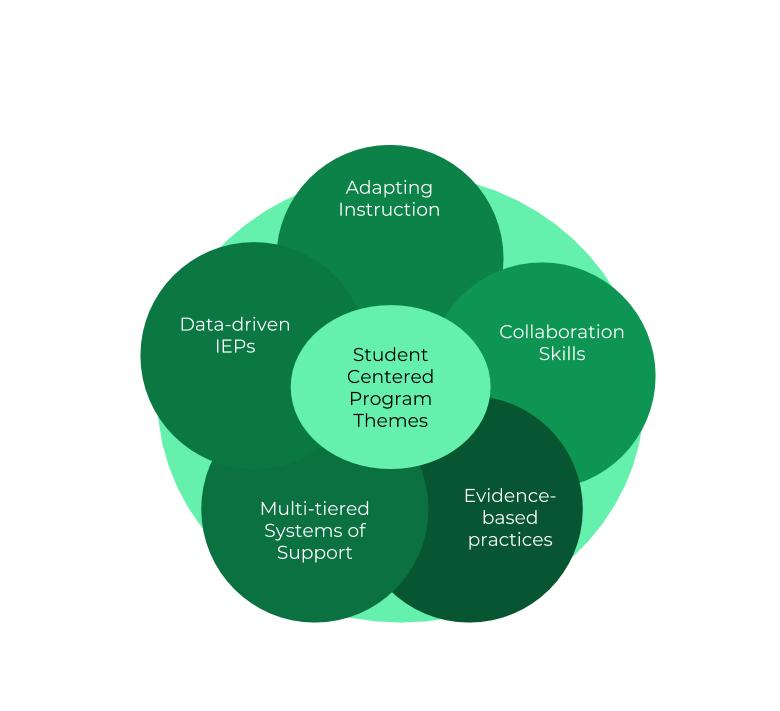 Adapting
Instruction
Data-driven
IEPs
Collaboration
Skills
Student
Centered
Program
Themes
Multi-tiered
Systems of
Support
Evidence-
based
practices